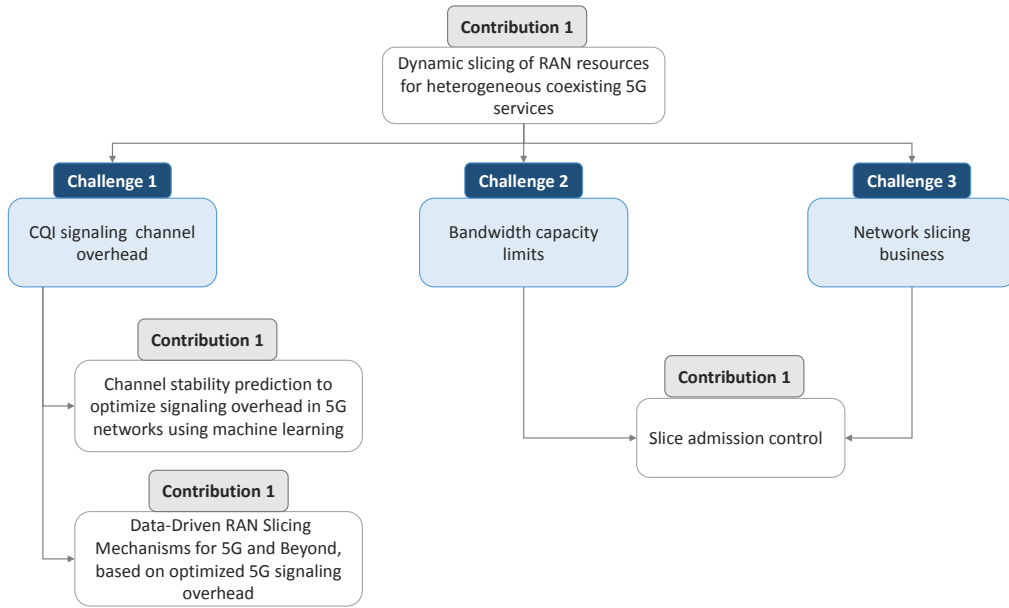 Contribution 1
Dynamic slicing of RAN resources
for heterogeneous coexisting 5G
services
Challenge 1
CQI signaling channel
overhead
Challenge 2
Bandwidth capacity
limits
Challenge 3
Network slicing
business
Contribution 1
Channel stability prediction to
optimize signaling overhead in 5G
networks using machine learning
Contribution 1
Slice admission control
Contribution 1
Data-Driven RAN Slicing
Mechanisms for 5G and Beyond,
based on optimized 5G signaling
overhead